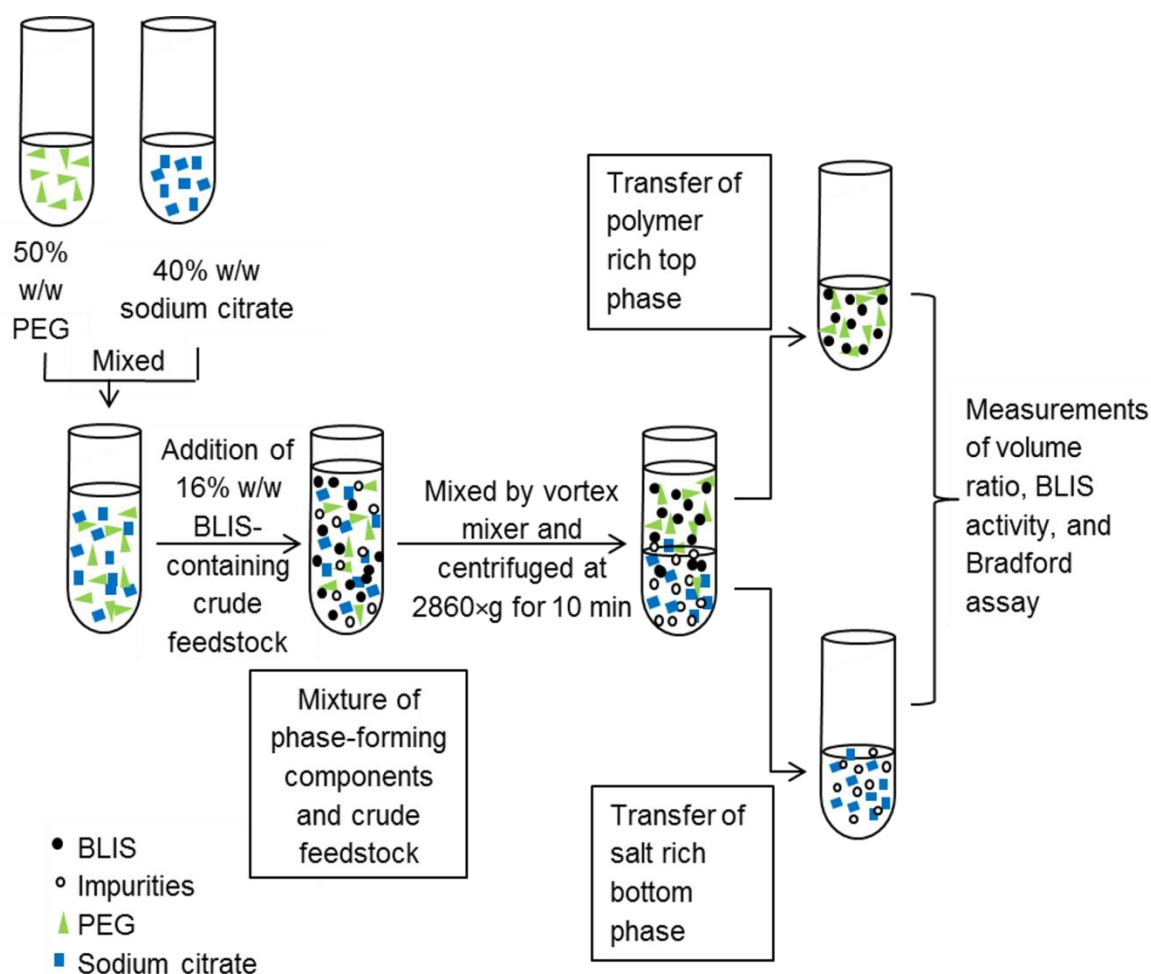 50%
w/w
PEG
40% w/w
sodium citrate
Mixed
Addition of
16% w/w
BLIS-
containing
crude
feedstock
Mixture of
phase-forming
components
and crude
feedstock
Mixed by vortex
mixer and
centrifuged at
2860×g for 10 min
Transfer of
polymer
rich top
phase
Transfer of
salt rich
bottom
phase
Measurements
of volume
ratio, BLIS
activity, and
Bradford
assay
BLIS
Impurities
PEG
Sodium citrate